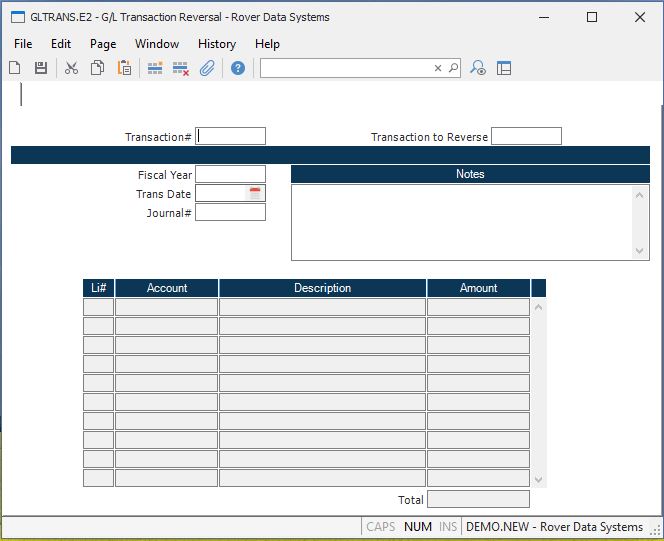 GLTRANS.E2 - G/L Transaction Reversal - Rover Data Systems
File Edit Page Window History Help
Transaction# Transaction to Reverse
Fiscal Year Notes
Trans Date
Journal#
Li# Account Description Amount
Total
CAPS NUM INS DEMO.NEW - Rover Data Systems